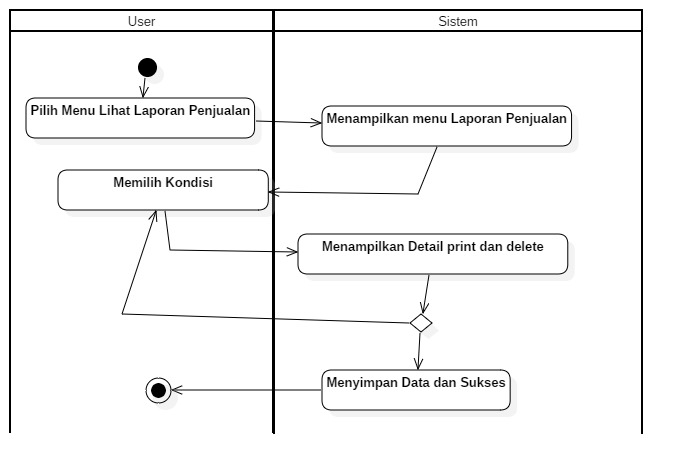 User
Sistem
Pilih Menu Lihat Laporan Penjualan
Menampilkan menu Laporan Penjualan
Memilih Kondisi
Menampilkan Detail print dan delete
Menyimpan Data dan Sukses